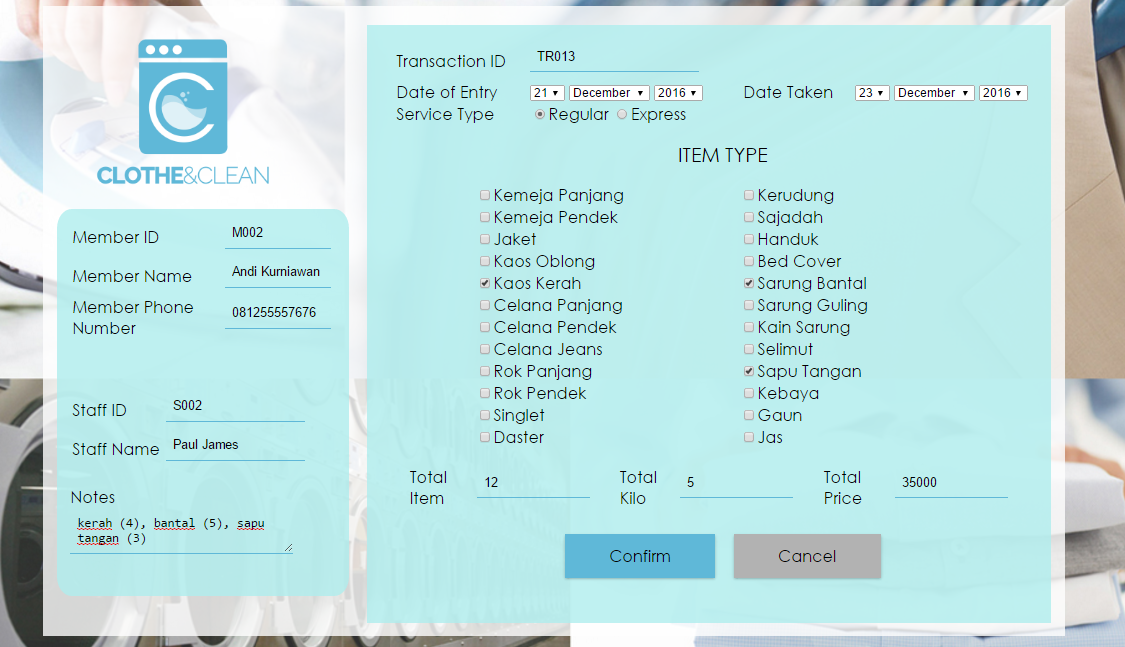 CLOTHE&CLEAN
Member ID M002
Member Name Andi Kurniawan
Member Phone Number 081255557676
Staff ID S002
Staff Name Paul James
Notes
kerah (4), bantal (5), sapu
tangan (3)
Transaction ID TR013
Date of Entry 21 December 2016 Date Taken 23 December 2016
Service Type Regular Express
ITEM TYPE
Kemeja Panjang Kerudung
Kemeja Pendek Sajadah
Jaket Handuk
Kaos Oblong Bed Cover
Kaos Kerah Sarung Bantal
Celana Panjang Sarung Guling
Celana Pendek Kain Sarung
Celana Jeans Selimut
Rok Panjang Sapu Tangan
Rok Pendek Kebaya
Singlet Gaun
Daster Jas
Total Item 12 Total Kilo 5 Total Price 35000
Confirm Cancel